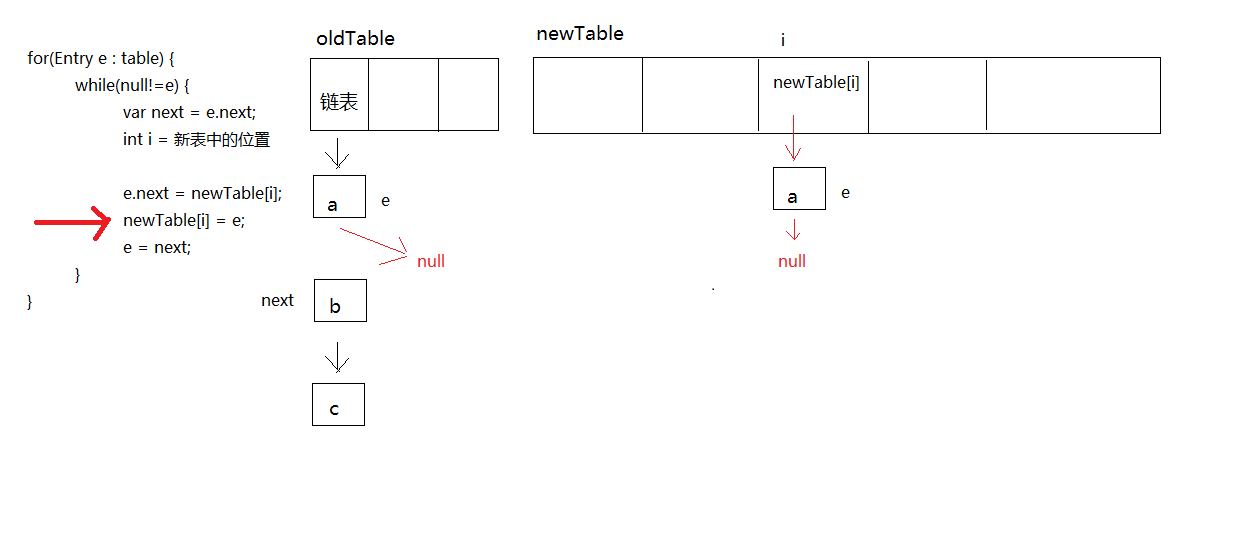 for(Entry e : table) {
while(null!=e) {
var next = e.next;
int i = 新表中的位置
e.next = newTable[i];
newTable[i] = e;
e = next;
}
}
oldTable
链表
a
e
null
next
b
c
newTable
i
newTable[i]
a
e
null